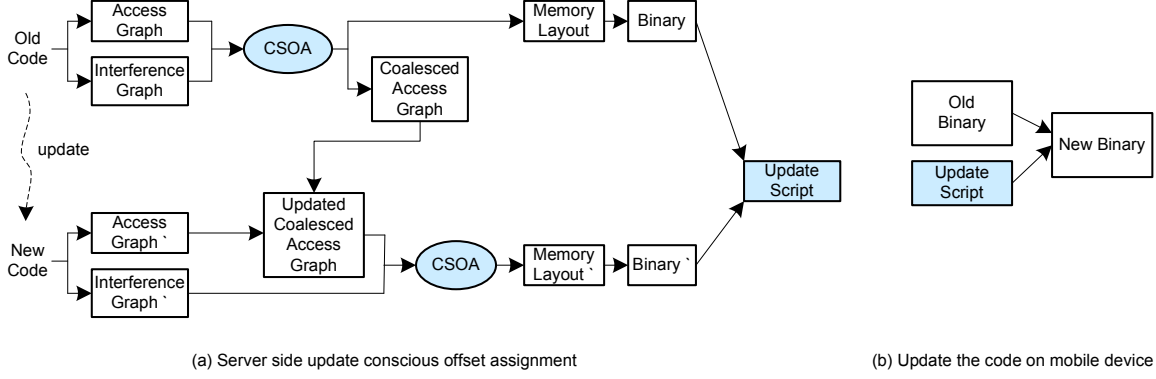 Old
Code
Access
Graph
Interference
Graph
CSOA
Memory
Layout
Binary
Coalesced
Access
Graph
update
Update
Script
New
Code
Access
Graph `
Interference
Graph `
Updated
Coalesced
Access
Graph
CSOA
Memory
Layout `
Binary `
(a) Server side update conscious offset assignment
Old
Binary
Update
Script
New Binary
(b) Update the code on mobile device